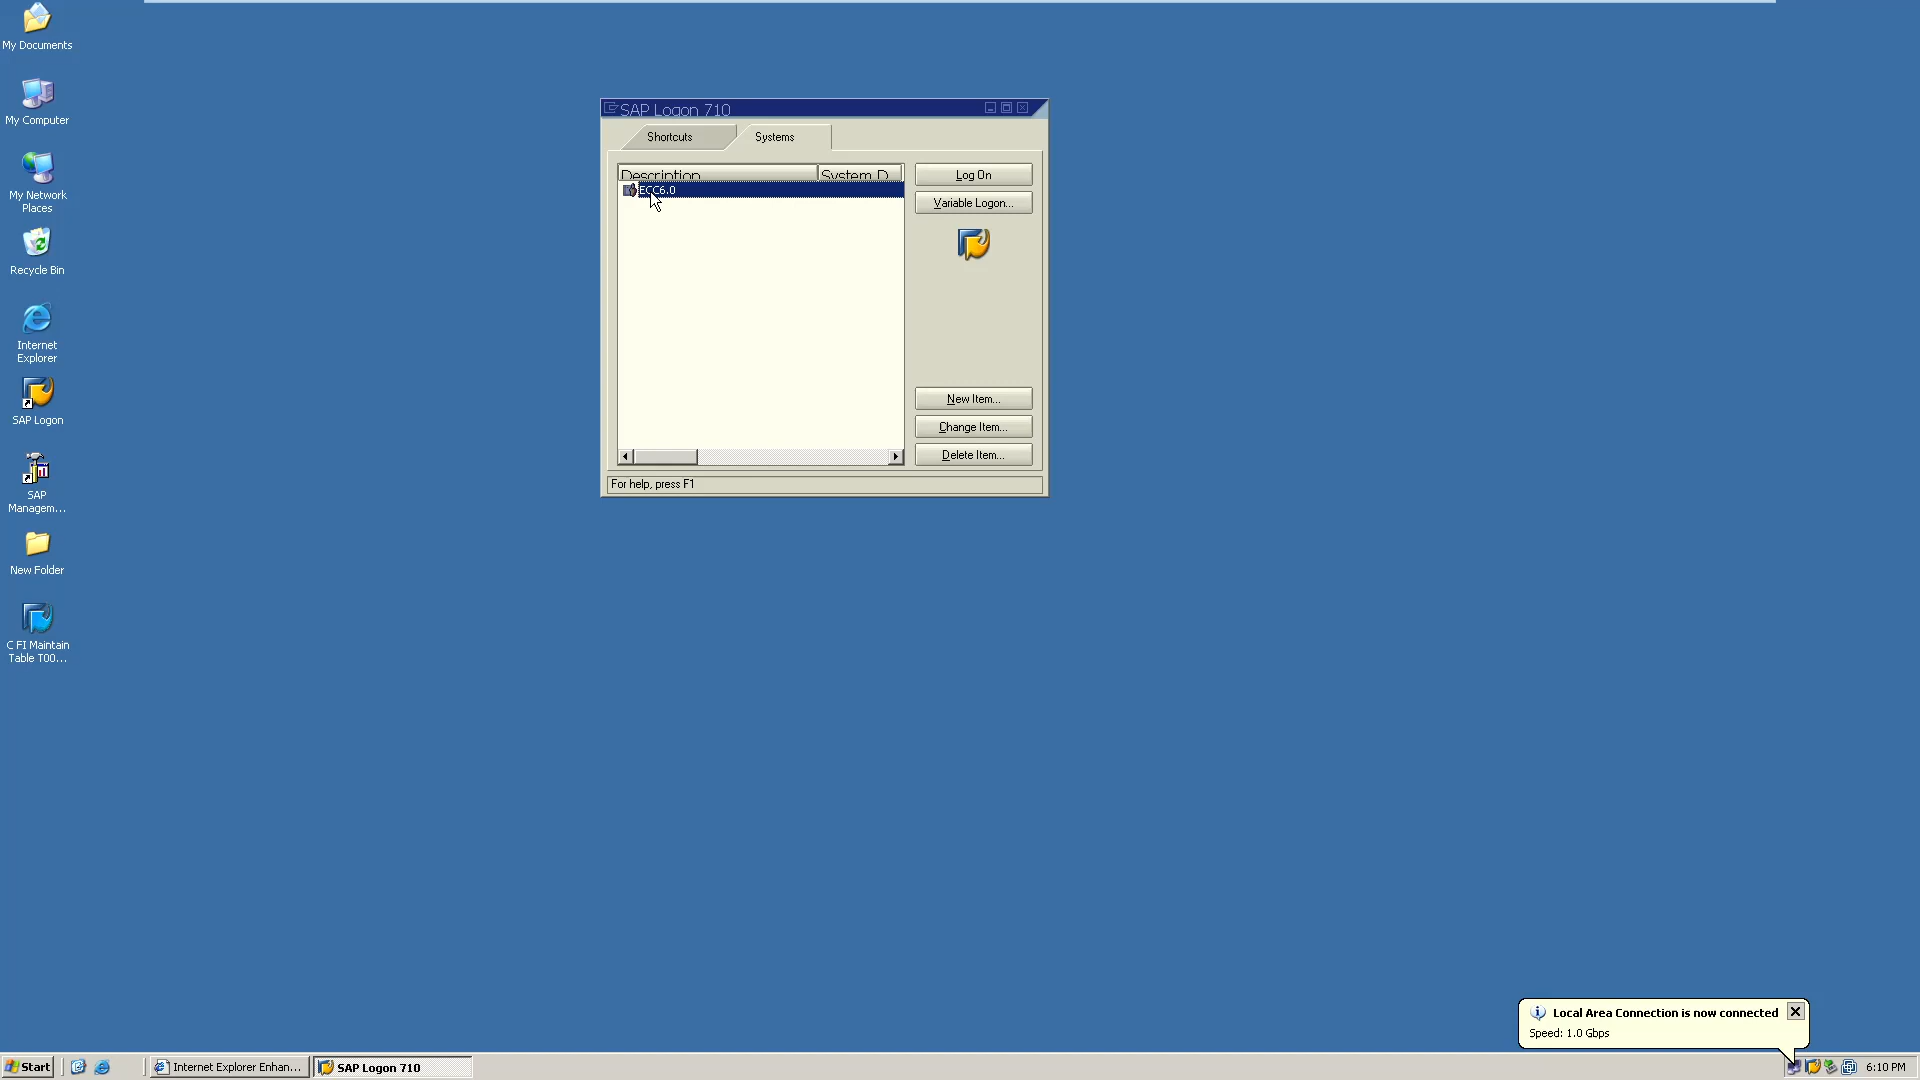 My Documents
My Computer
My Network
Places
Recycle Bin
Internet
Explorer
SAP Logon
SAP
Managem...
New Folder
C FI Maintain
Table T00...
SAP Logon 710
Shortcuts
Systems
Description
System D
ECC6.0
Log On
Variable Logon...
New Item...
Change Item...
Delete Item...
For help, press F1
Local Area Connection is now connected
Speed: 1.0 Gbps
Start
Internet Explorer Enhan...
SAP Logon 710
6:10 PM